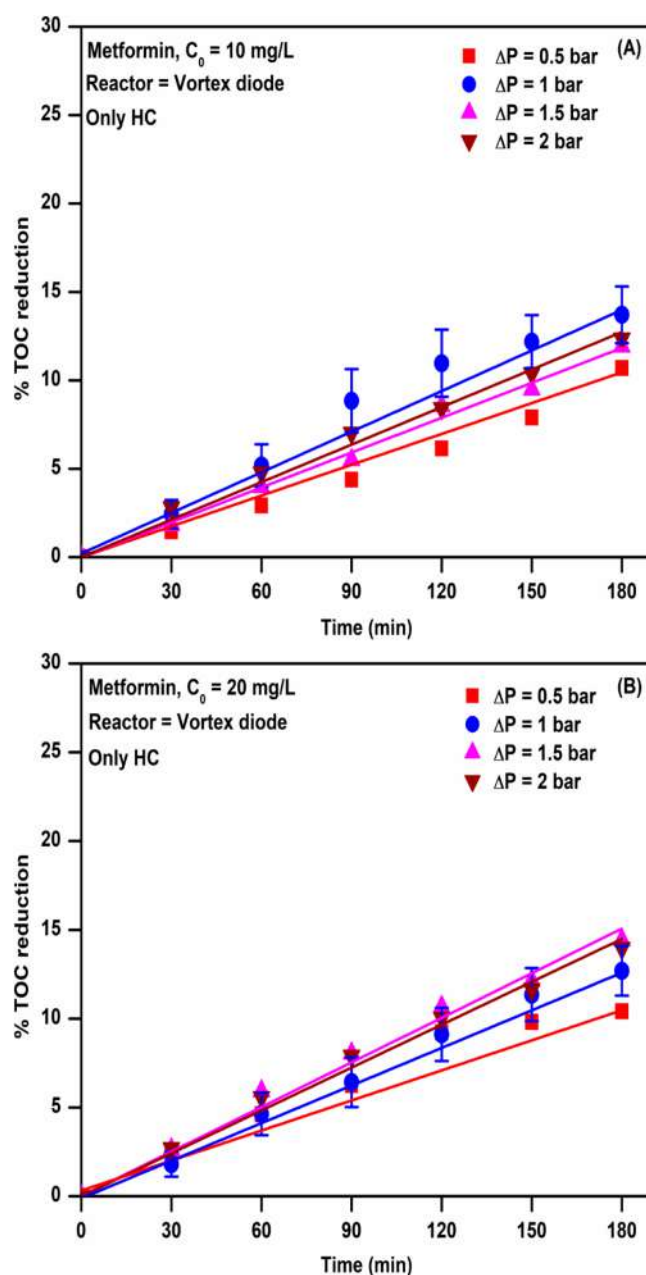 30
25
20
15
10
5
0
% TOC reduction
Metformin, C₀ = 10 mg/L
Reactor = Vortex diode
Only HC
ΔP = 0.5 bar
ΔP = 1 bar
ΔP = 1.5 bar
ΔP = 2 bar
(A)
0 30 60 90 120 150 180
Time (min)
30
25
20
15
10
5
0
% TOC reduction
Metformin, C₀ = 20 mg/L
Reactor = Vortex diode
Only HC
ΔP = 0.5 bar
ΔP = 1 bar
ΔP = 1.5 bar
ΔP = 2 bar
(B)
0 30 60 90 120 150 180
Time (min)